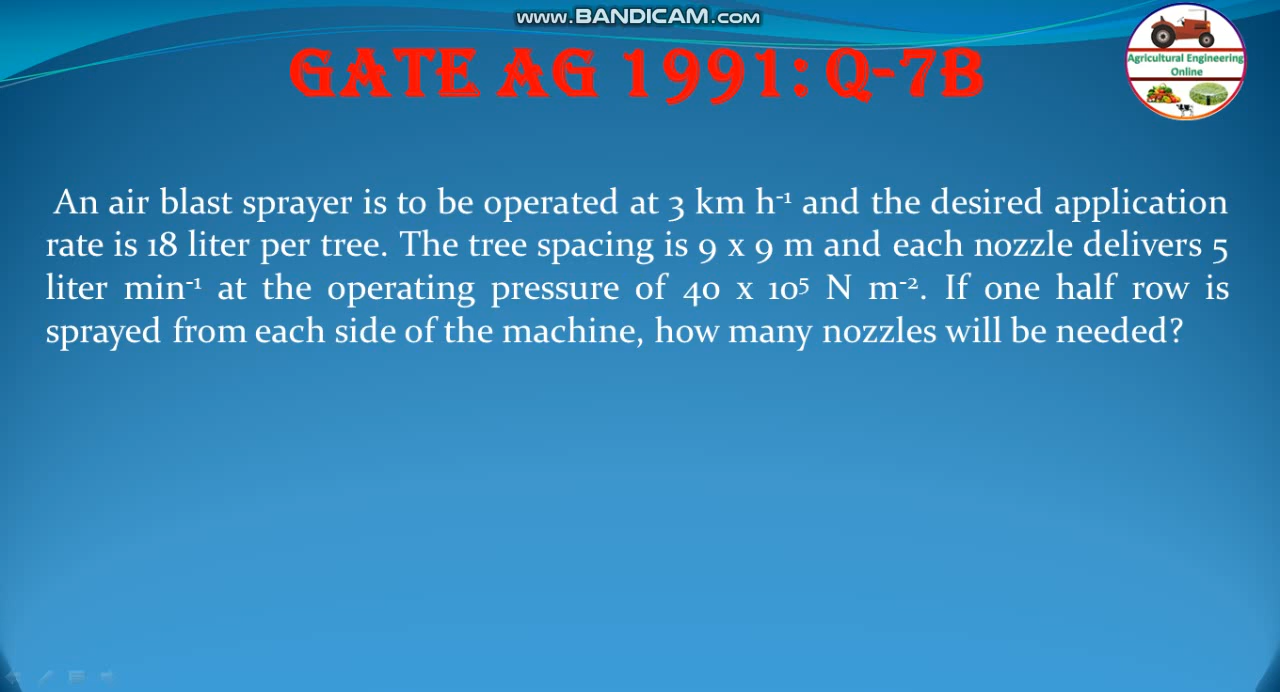 www.BANDICAM.com
GATE AG 1991: Q-7B
Agricultural Engineering
Online
An air blast sprayer is to be operated at 3 km h-1 and the desired application
rate is 18 liter per tree. The tree spacing is 9 x 9 m and each nozzle delivers 5
liter min-1 at the operating pressure of 40 x 105 N m-2. If one half row is
sprayed from each side of the machine, how many nozzles will be needed?